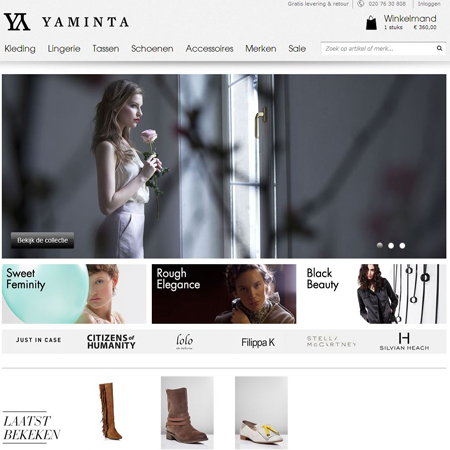 Gratis levering & retour
020 76 30 808
Inloggen
YA YAMINTA
Winkelmand
1 stuks € 360,00
Kleding Lingerie Tassen Schoenen Accessoires Merken Sale
Zoek op artikel of merk...
Bekijk de collectie
Sweet
Feminity
Rough
Elegance
Black
Beauty
JUST IN CASE
CITIZENS of
HUMANITY
lolo
Filippa K
STELLA
McCARTNEY
H
SILVIAN HEACH
LAATST
BEKEKEN